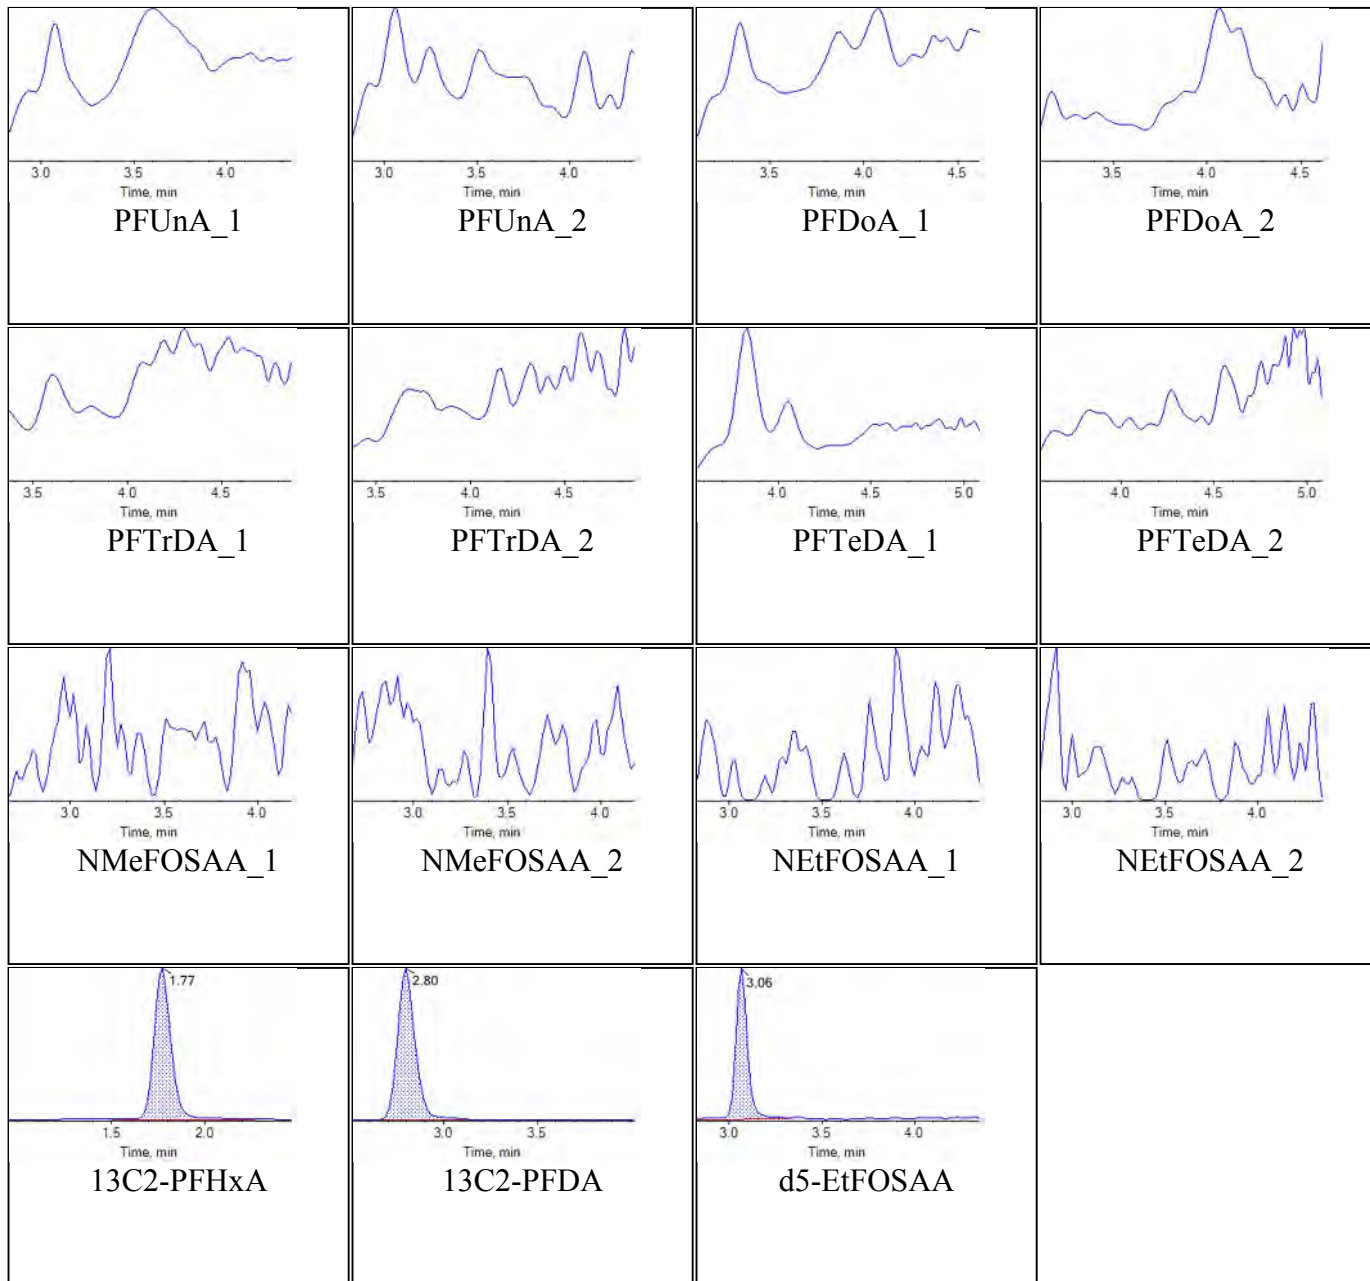 3.0 3.5 4.0
Time, min
PFUnA_1
3.0 3.5 4.0
Time, min
PFUnA_2
3.5 4.0 4.5
Time, min
PFDoA_1
3.5 4.0 4.5
Time, min
PFDoA_2
3.5 4.0 4.5
Time, min
PFTrDA_1
3.5 4.0 4.5
Time, min
PFTrDA_2
4.0 4.5 5.0
Time, min
PFTeDA_1
4.0 4.5 5.0
Time, min
PFTeDA_2
3.0 3.5 4.0
Time, min
NMeFOSAA_1
3.0 3.5 4.0
Time, min
NMeFOSAA_2
3.0 3.5 4.0
Time, min
NEtFOSAA_1
3.0 3.5 4.0
Time, min
NEtFOSAA_2
1.77
1.5 2.0
Time, min
13C2-PFHxA
2.80
3.0 3.5
Time, min
13C2-PFDA
3.06
3.0 3.5 4.0
Time, min
d5-EtFOSAA